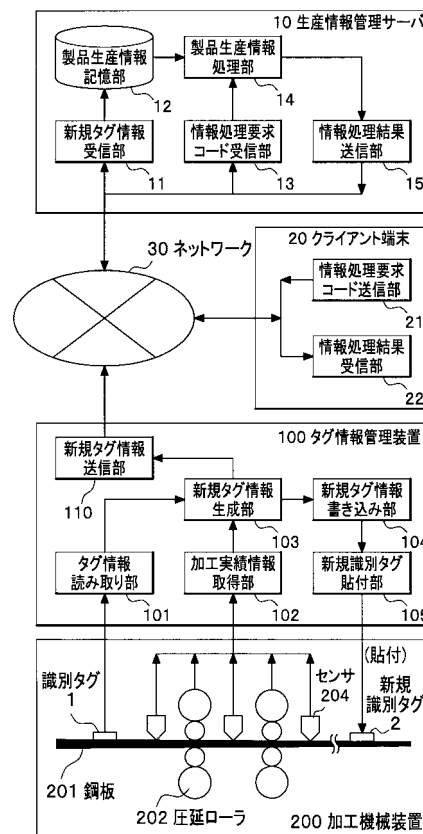 10 生産情報管理サーバ
製品生産情報
記憶部
12
製品生産情報
処理部
14
新規タグ情報
受信部
11
情報処理要求
コード受信部
13
情報処理結果
送信部
15
30 ネットワーク
20 クライアント端末
情報処理要求
コード送信部
21
情報処理結果
受信部
22
100 タグ情報管理装置
新規タグ情報
送信部
110
新規タグ情報
生成部
103
新規タグ情報
書き込み部
104
タグ情報
読み取り部
101
加工実績情報
取得部
102
新規識別タグ
貼付部
105
(貼付)
識別タグ
1
センサ
204
新規
識別タグ
2
201 鋼板
202 圧延ローラ
200 加工機械装置